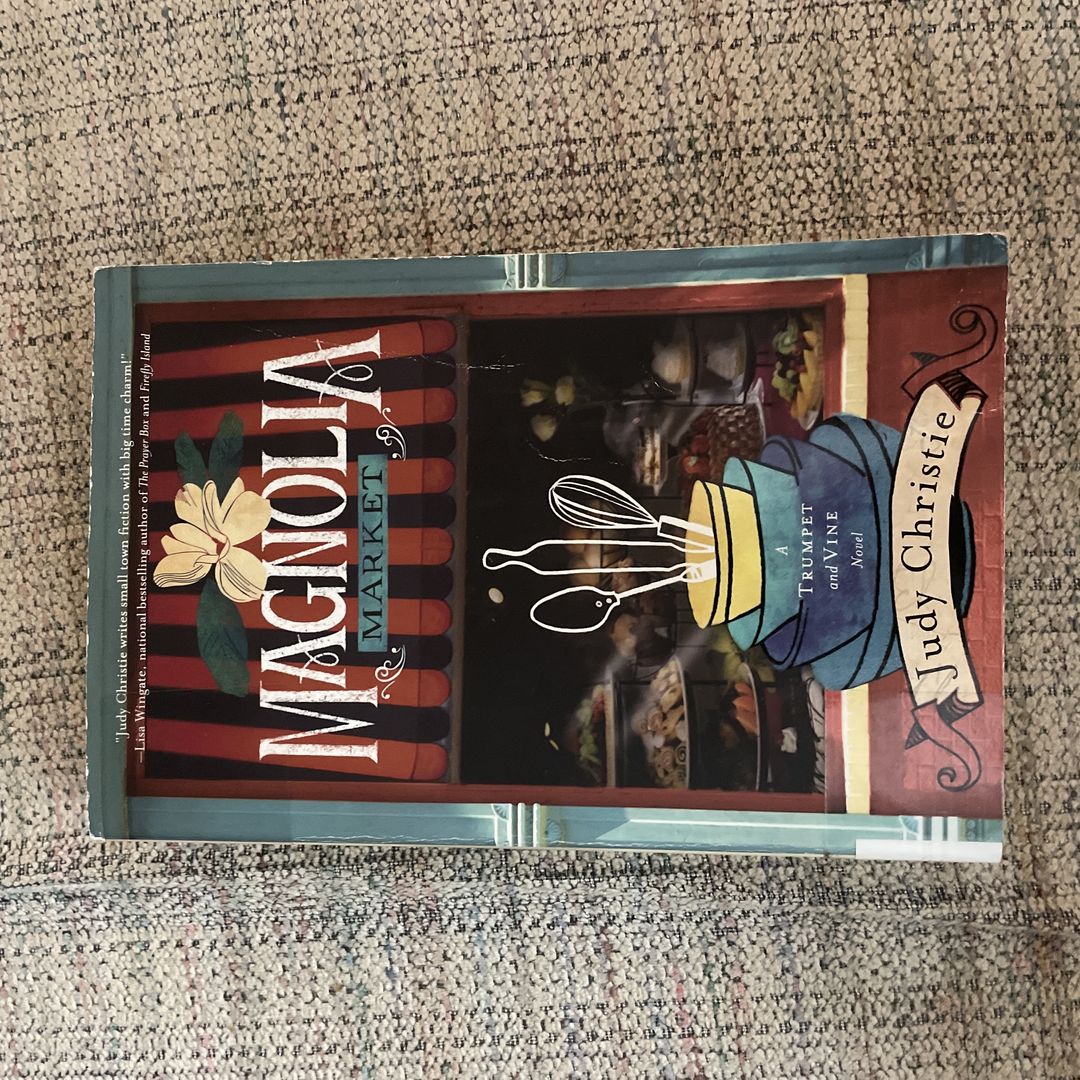 "Judy Christie writes small town fiction with big time charm!"
—Lisa Wingate, national bestselling author of The Prayer Box and Firefly Island
MAGNOLIA
MARKET
A
TRUMPET
and VINE
Novel
Judy Christie